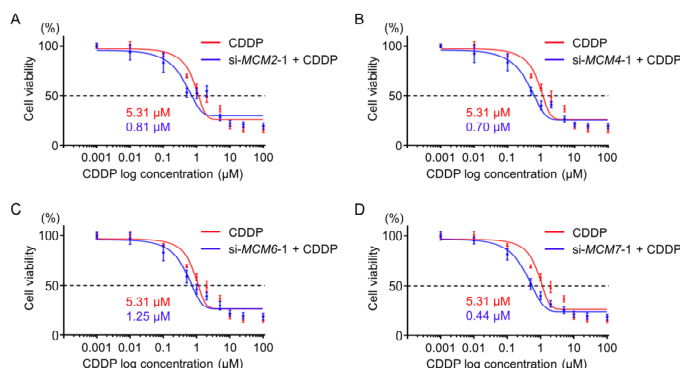 A
(%)
CDDP
si-MCM2-1 + CDDP
100
50
0
Cell viability
5.31 µM
0.81 µM
0.001 0.01 0.1 1 10 100
CDDP log concentration (µM)
B
(%)
CDDP
si-MCM4-1 + CDDP
100
50
0
Cell viability
5.31 µM
0.70 µM
0.001 0.01 0.1 1 10 100
CDDP log concentration (µM)
C
(%)
CDDP
si-MCM6-1 + CDDP
100
50
0
Cell viability
5.31 µM
1.25 µM
0.001 0.01 0.1 1 10 100
CDDP log concentration (µM)
D
(%)
CDDP
si-MCM7-1 + CDDP
100
50
0
Cell viability
5.31 µM
0.44 µM
0.001 0.01 0.1 1 10 100
CDDP log concentration (µM)